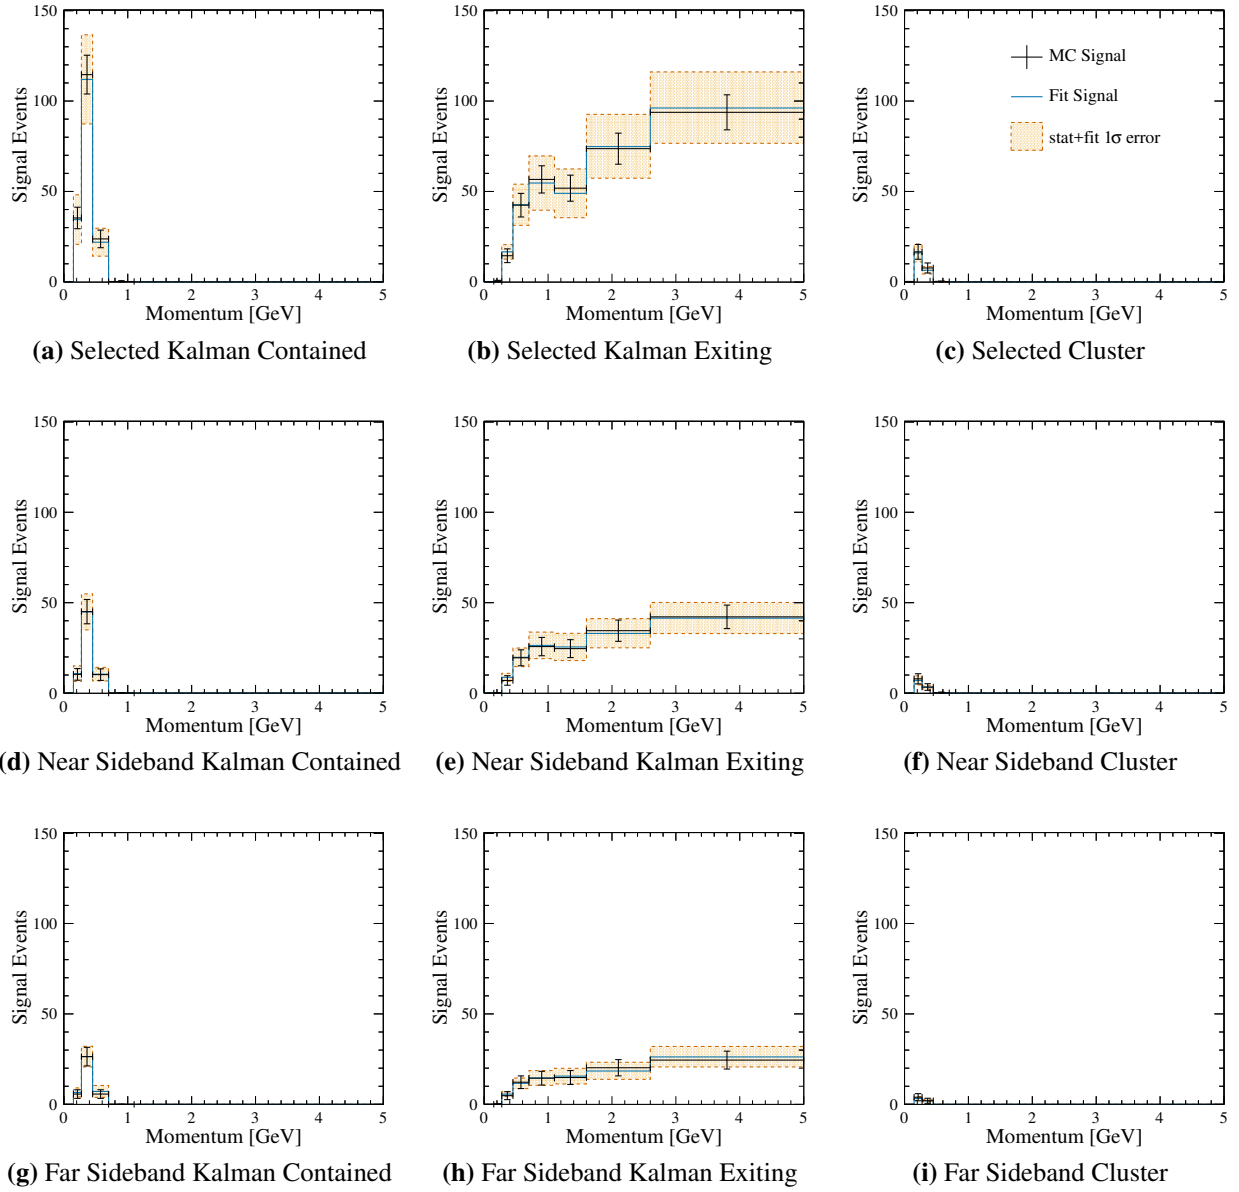 150
100
50
0
Signal Events
0 1 2 3 4 5
Momentum [GeV]
(a) Selected Kalman Contained
150
100
50
0
Signal Events
0 1 2 3 4 5
Momentum [GeV]
(b) Selected Kalman Exiting
150
100
50
0
Signal Events
MC Signal
Fit Signal
stat+fit 1σ error
0 1 2 3 4 5
Momentum [GeV]
(c) Selected Cluster
150
100
50
0
Signal Events
0 1 2 3 4 5
Momentum [GeV]
(d) Near Sideband Kalman Contained
150
100
50
0
Signal Events
0 1 2 3 4 5
Momentum [GeV]
(e) Near Sideband Kalman Exiting
150
100
50
0
Signal Events
0 1 2 3 4 5
Momentum [GeV]
(f) Near Sideband Cluster
150
100
50
0
Signal Events
0 1 2 3 4 5
Momentum [GeV]
(g) Far Sideband Kalman Contained
150
100
50
0
Signal Events
0 1 2 3 4 5
Momentum [GeV]
(h) Far Sideband Kalman Exiting
150
100
50
0
Signal Events
0 1 2 3 4 5
Momentum [GeV]
(i) Far Sideband Cluster